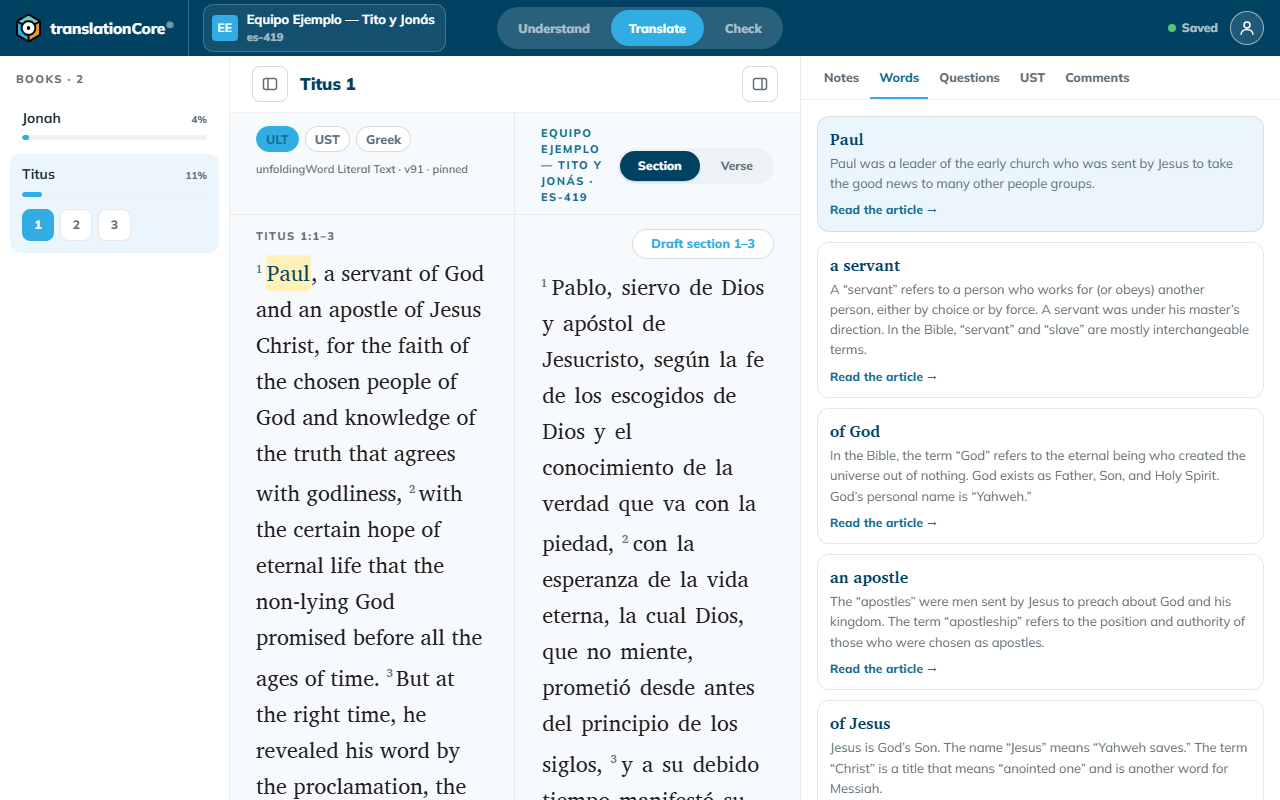 translationCore®
EE
Equipo Ejemplo — Tito y Jonás
es-419
Understand
Translate
Check
Saved
BOOKS · 2
Jonah
4%
Titus
11%
1
2
3
Titus 1
ULT
UST
Greek
unfoldingWord Literal Text · v91 · pinned
EQUIPO
EJEMPLO
— TITO Y
JONÁS ·
ES-419
Section
Verse
TITUS 1:1–3
1 Paul, a servant of God
and an apostle of Jesus
Christ, for the faith of
the chosen people of
God and knowledge of
the truth that agrees
with godliness, 2 with
the certain hope of
eternal life that the
non-lying God
promised before all the
ages of time. 3 But at
the right time, he
revealed his word by
the proclamation, the
Draft section 1–3
1 Pablo, siervo de Dios
y apóstol de
Jesucristo, según la fe
de los escogidos de
Dios y el
conocimiento de la
verdad que va con la
piedad, 2 con la
esperanza de la vida
eterna, la cual Dios,
que no miente,
prometió desde antes
del principio de los
siglos, 3 y a su debido
tiempo manifestó su
Notes
Words
Questions
UST
Comments
Paul
Paul was a leader of the early church who was sent by Jesus to take
the good news to many other people groups.
Read the article →
a servant
A “servant” refers to a person who works for (or obeys) another
person, either by choice or by force. A servant was under his master’s
direction. In the Bible, “servant” and “slave” are mostly interchangeable
terms.
Read the article →
of God
In the Bible, the term “God” refers to the eternal being who created the
universe out of nothing. God exists as Father, Son, and Holy Spirit.
God’s personal name is “Yahweh.”
Read the article →
an apostle
The “apostles” were men sent by Jesus to preach about God and his
kingdom. The term “apostleship” refers to the position and authority of
those who were chosen as apostles.
Read the article →
of Jesus
Jesus is God’s Son. The name “Jesus” means “Yahweh saves.” The term
“Christ” is a title that means “anointed one” and is another word for
Messiah.